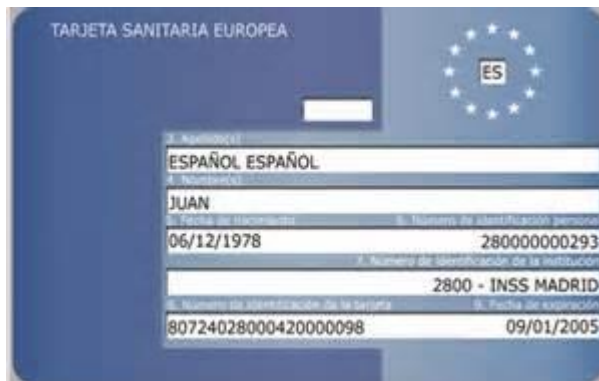 TARJETA SANITARIA EUROPEA
ES
3. Apellido(s)
ESPAÑOL ESPAÑOL
4. Nombre(s)
JUAN
5. Fecha de nacimiento 6. Número de identificación personal
06/12/1978 280000000293
7. Número de identificación de la institución
2800 - INSS MADRID
8. Número de identificación de la tarjeta 9. Fecha de expiración
80724028000420000098 09/01/2005